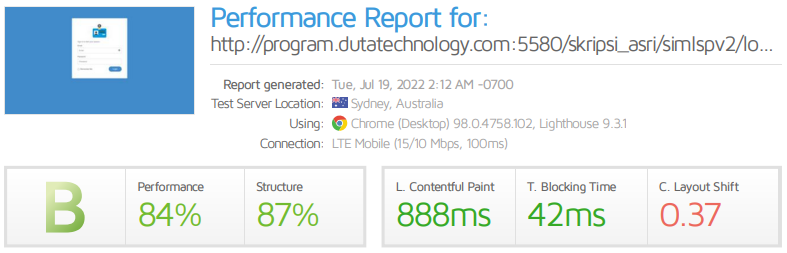 Performance Report for:
http://program.dutatechnology.com:5580/skripsi_asri/simlspv2/lo...
Report generated: Tue, Jul 19, 2022 2:12 AM -0700
Test Server Location: Sydney, Australia
Using: Chrome (Desktop) 98.0.4758.102, Lighthouse 9.3.1
Connection: LTE Mobile (15/10 Mbps, 100ms)
B
Performance
84%
Structure
87%
L. Contentful Paint
888ms
T. Blocking Time
42ms
C. Layout Shift
0.37